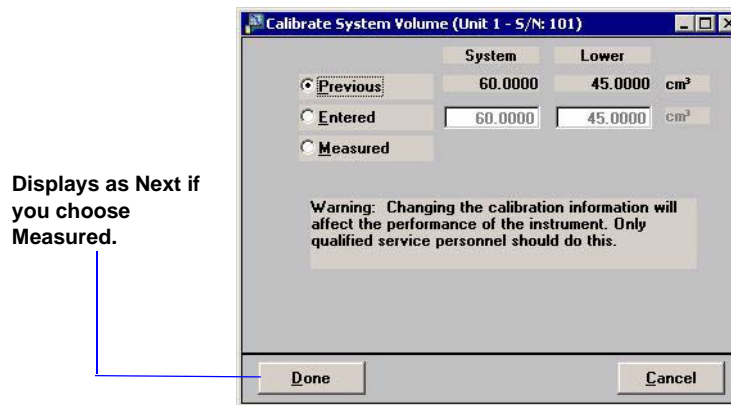 Calibrate System Volume (Unit 1 - S/N: 101)
System Lower
Previous 60.0000 45.0000 cm³
Entered 60.0000 45.0000 cm³
Measured
Displays as Next if
you choose
Measured.
Warning: Changing the calibration information will
affect the performance of the instrument. Only
qualified service personnel should do this.
Done Cancel